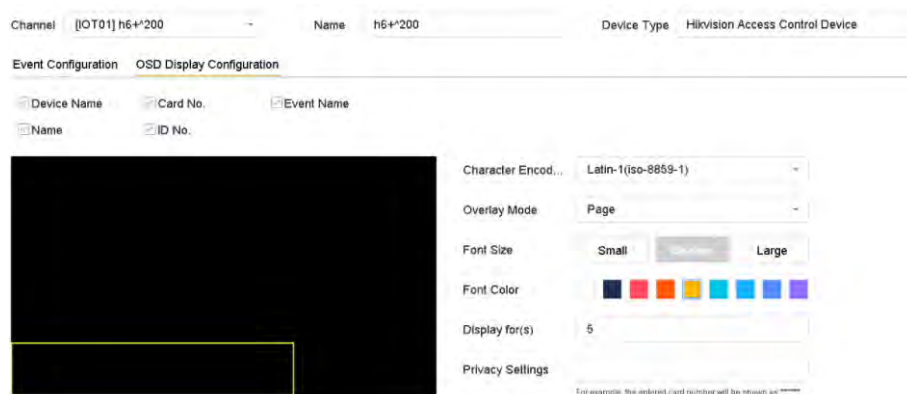 Channel [IOT01] h6+^200 Name h6+^200 Device Type Hikvision Access Control Device
Event Configuration OSD Display Configuration
Device Name Card No. Event Name
Name ID No.
Character Encod... Latin-1(iso-8859-1)
Overlay Mode Page
Font Size Small Large
Font Color
Display for(s) 5
Privacy Settings
For example, the entered card number will be shown as *****